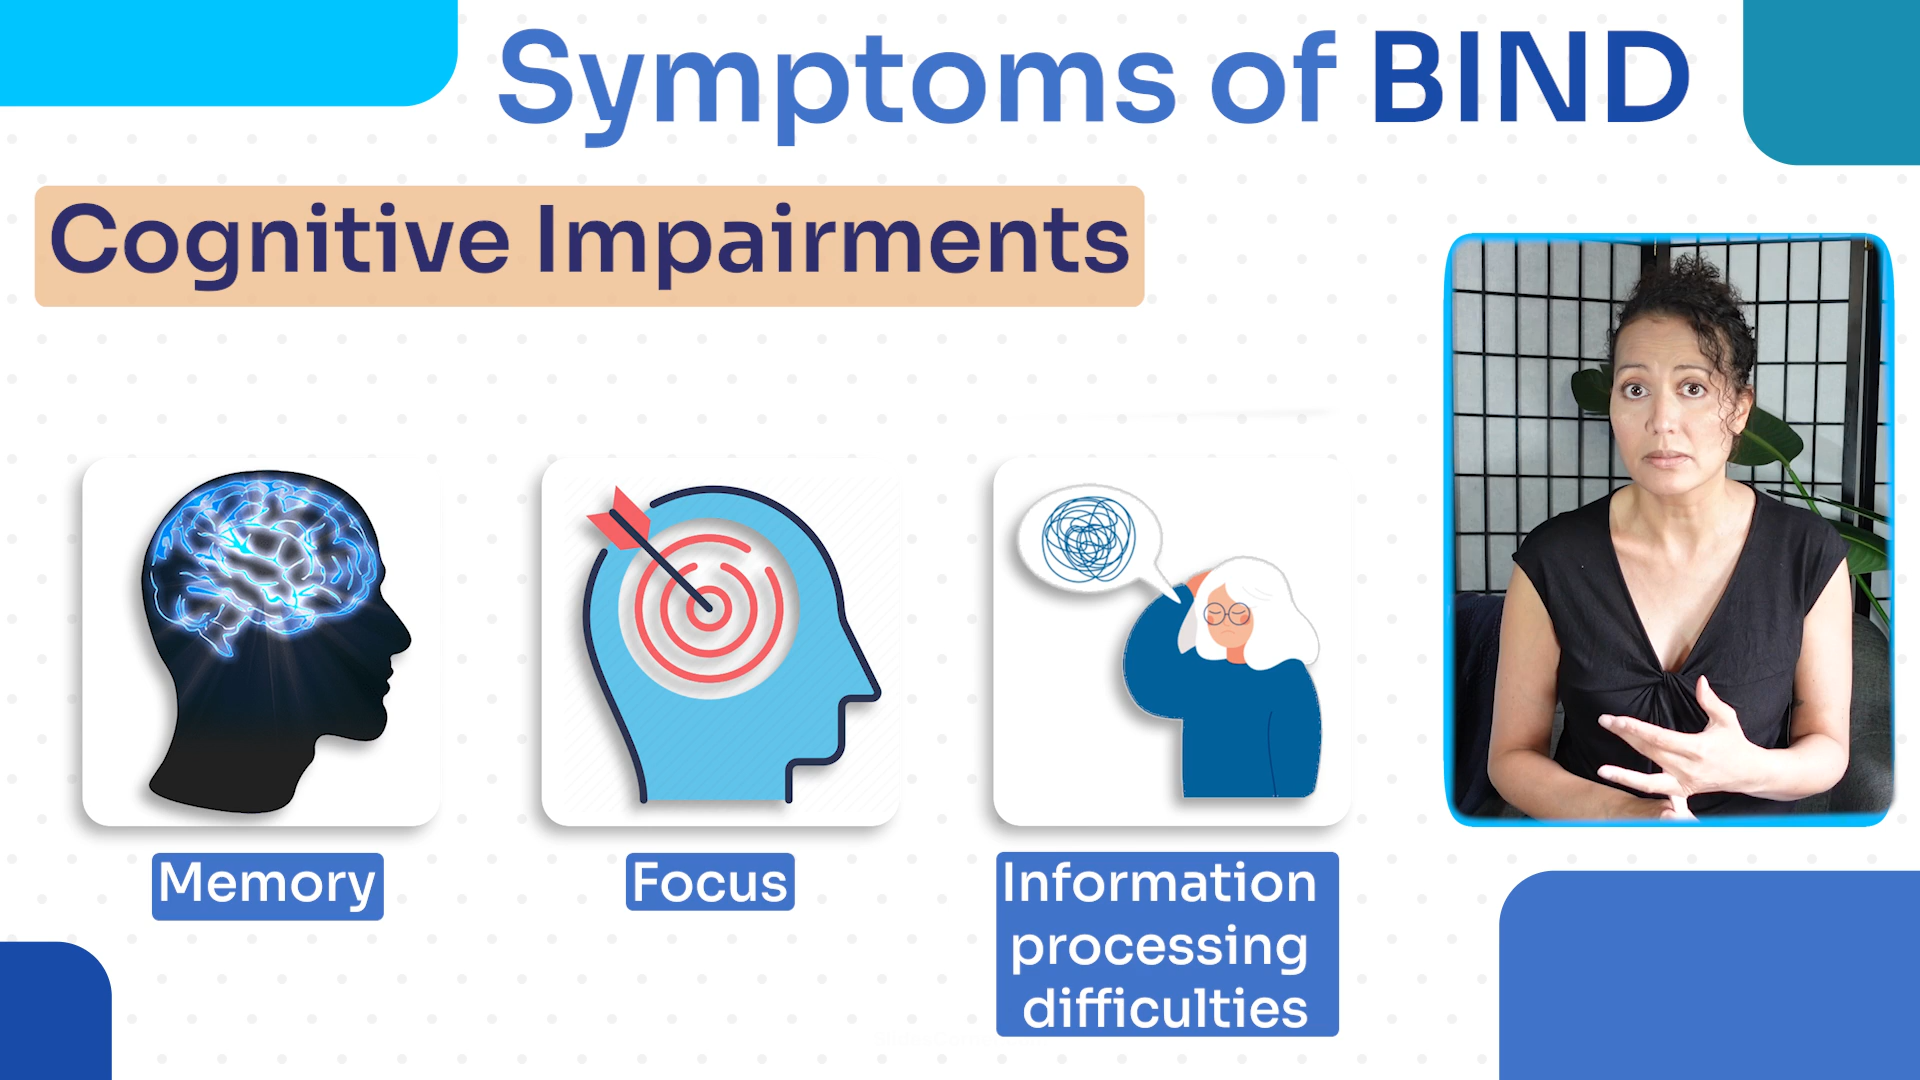 Symptoms of BIND
Cognitive Impairments
Memory
Focus
Information
processing
difficulties